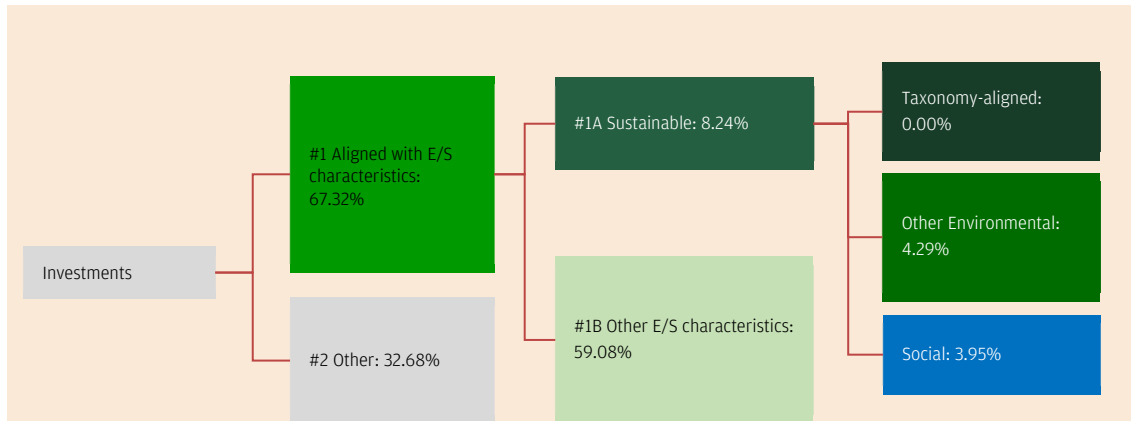 Investments
#1 Aligned with E/S
characteristics:
67.32%
#2 Other: 32.68%
#1A Sustainable: 8.24%
#1B Other E/S characteristics:
59.08%
Taxonomy-aligned:
0.00%
Other Environmental:
4.29%
Social: 3.95%